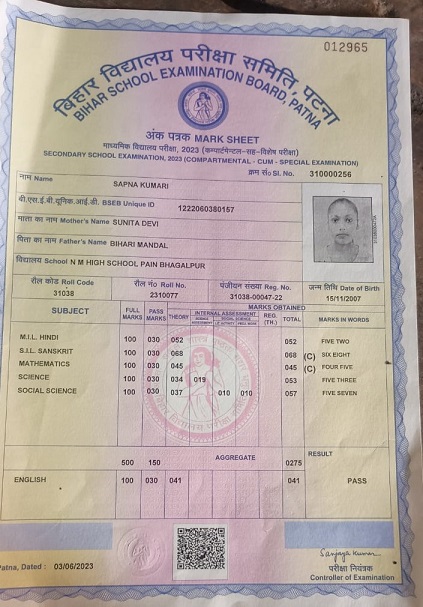 012965
बिहार विद्यालय परीक्षा समिति, पटना
BIHAR SCHOOL EXAMINATION BOARD, PATNA
अंक पत्रक MARK SHEET
माध्यमिक विद्यालय परीक्षा, 2023 (कम्पार्टमेन्टल-सह-विशेष परीक्षा)
SECONDARY SCHOOL EXAMINATION, 2023 (COMPARTMENTAL - CUM - SPECIAL EXAMINATION)
क्रम सं० Sl. No. 310000256
नाम Name SAPNA KUMARI
बी.एस.ई.बी.यूनिक.आई.डी. BSEB Unique ID 1222060380157
माता का नाम Mother's Name SUNITA DEVI
पिता का नाम Father's Name BIHARI MANDAL
विद्यालय School N M HIGH SCHOOL PAIN BHAGALPUR
रौल कोड Roll Code रौल नं० Roll No. पंजीयन संख्या Reg. No. जन्म तिथि Date of Birth
31038 2310077 31038-00047-22 15/11/2007
SUBJECT FULL MARKS PASS MARKS THEORY INTERNAL ASSESSMENT REG. (TH.) MARKS OBTAINED TOTAL MARKS IN WORDS
M.I.L. HINDI 100 030 052 052 FIVE TWO
S.I.L. SANSKRIT 100 030 068 068 (C) SIX EIGHT
MATHEMATICS 100 030 045 045 (C) FOUR FIVE
SCIENCE 100 030 034 019 053 FIVE THREE
SOCIAL SCIENCE 100 030 037 010 010 057 FIVE SEVEN
500 150 AGGREGATE 0275 RESULT
ENGLISH 100 030 041 041 PASS
Patna, Dated : 03/06/2023
Sanjay Kumar
परीक्षा नियंत्रक
Controller of Examination